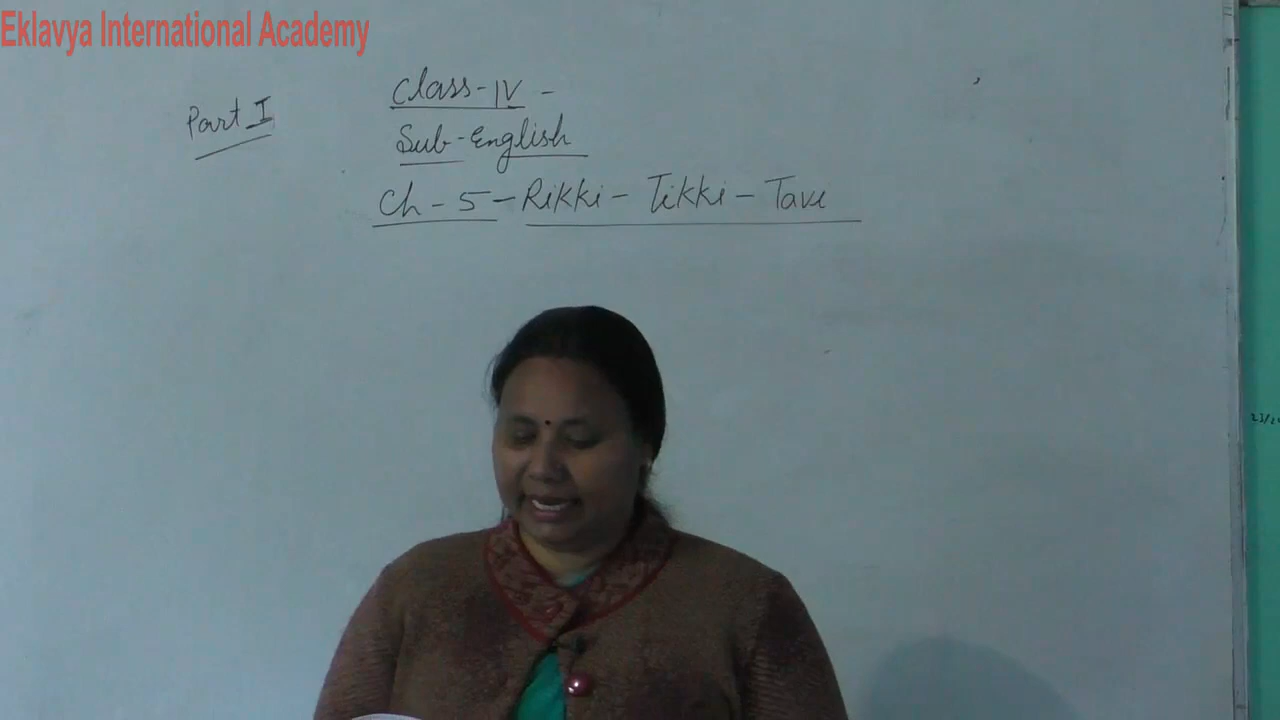 Eklavya International Academy
Part I
Class-IV -
Sub-English
Ch-5-Rikki-Tikki-Tavi